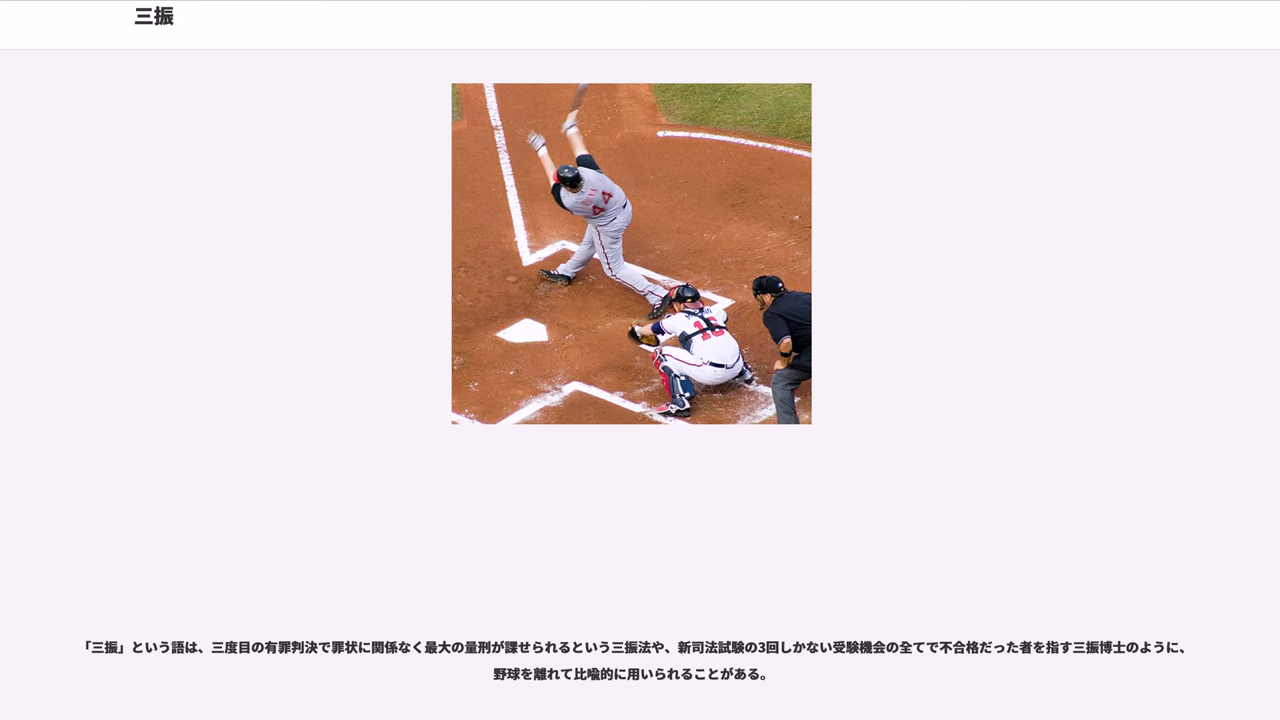 三振
44
16
「三振」という語は、三度目の有罪判決で罪状に関係なく最大の量刑が課せられるという三振法や、新司法試験の3回しかない受験機会の全てで不合格だった者を指す三振博士のように、
野球を離れて比喩的に用いられることがある。